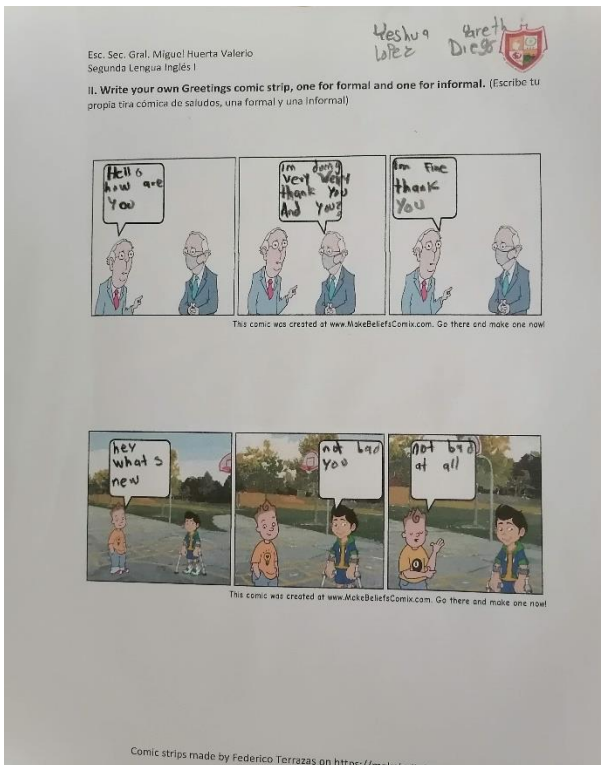 Yeshua Yareth
Lopez Diego
Esc. Sec. Gral. Miguel Huerta Valerio
Segunda Lengua Inglés I
II. Write your own Greetings comic strip, one for formal and one for informal. (Escribe tu
propia tira cómica de saludos, una formal y una informal)
Hello
how are
you
Im doing
very very
thank you
And you?
Im Fine
thank
you
This comic was created at www.MakeBeliefsComix.com. Go there and make one now!
hey
what s
new
not bad
you
not bad
at all
This comic was created at www.MakeBeliefsComix.com. Go there and make one now!
Comic strips made by Federico Terrazas on